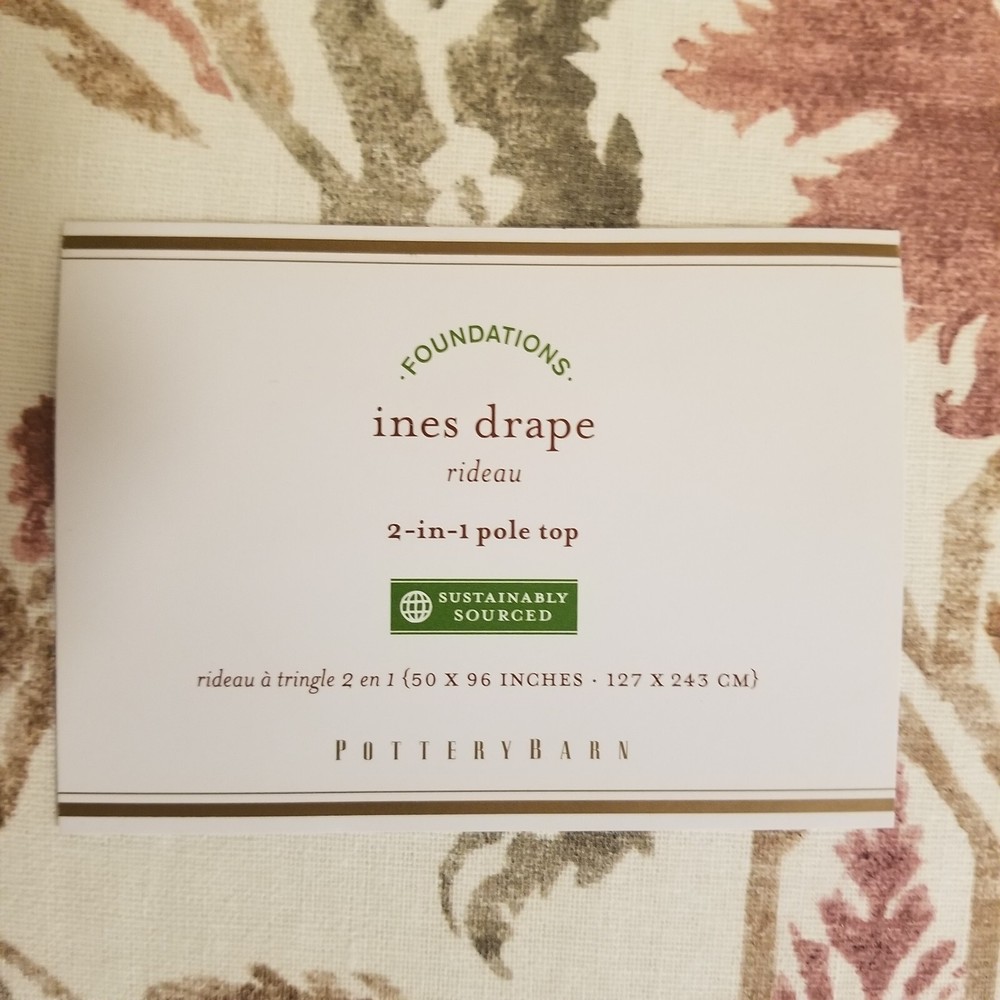 ·FOUNDATIONS·
ines drape
rideau
2-in-1 pole top
SUSTAINABLY
SOURCED
rideau à tringle 2 en 1 {50 X 96 INCHES · 127 X 243 CM}
POTTERYBARN